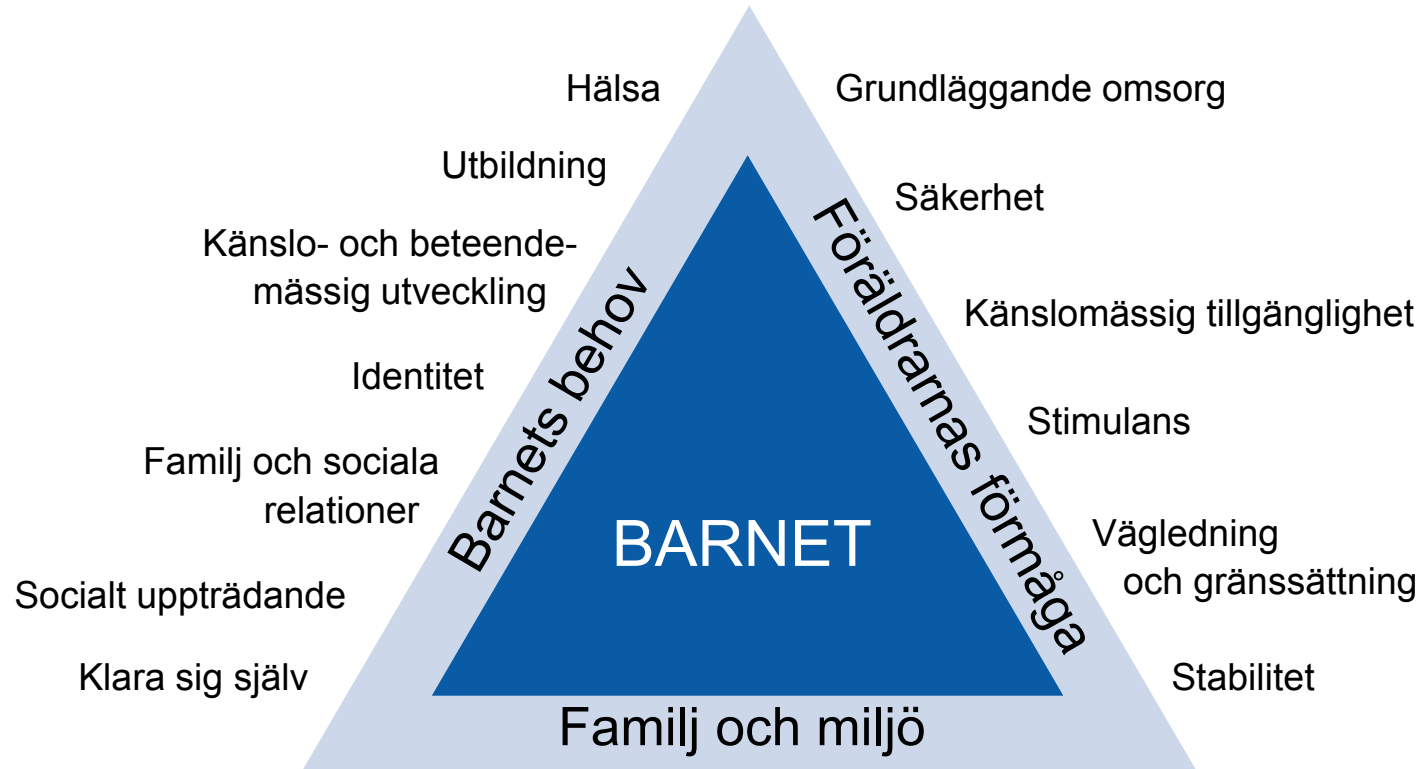 Hälsa
Utbildning
Känslo- och beteende-
mässig utveckling
Identitet
Familj och sociala
relationer
Socialt uppträdande
Klara sig själv
Barnets behov
BARNET
Familj och miljö
Föräldrarnas förmåga
Grundläggande omsorg
Säkerhet
Känslomässig tillgänglighet
Stimulans
Vägledning
och gränssättning
Stabilitet